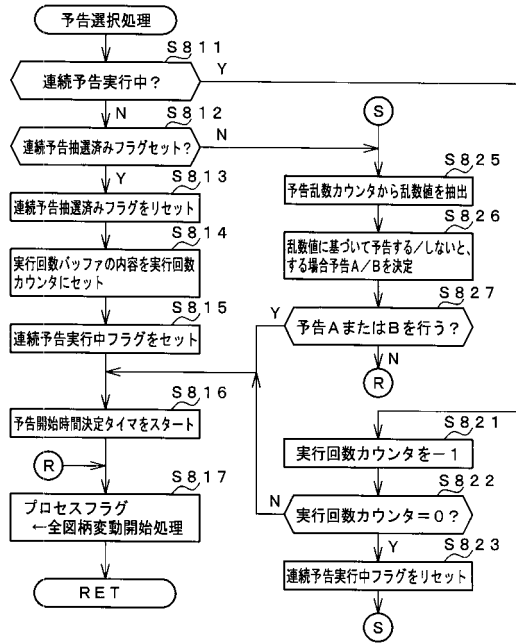 予告選択処理
S811
連続予告実行中?
Y
N
S812
連続予告抽選済みフラグセット?
N
Y
S813
連続予告抽選済みフラグをリセット
S814
実行回数バッファの内容を実行回数
カウンタにセット
S815
連続予告実行中フラグをセット
S816
予告開始時間決定タイマをスタート
R
S817
プロセスフラグ
←全図柄変動開始処理
RET
S
S825
予告乱数カウンタから乱数値を抽出
S826
乱数値に基づいて予告する/しないと、
する場合予告A/Bを決定
S827
予告AまたはBを行う?
Y
N
R
S821
実行回数カウンタを-1
S822
実行回数カウンタ=0?
N
Y
S823
連続予告実行中フラグをリセット
S